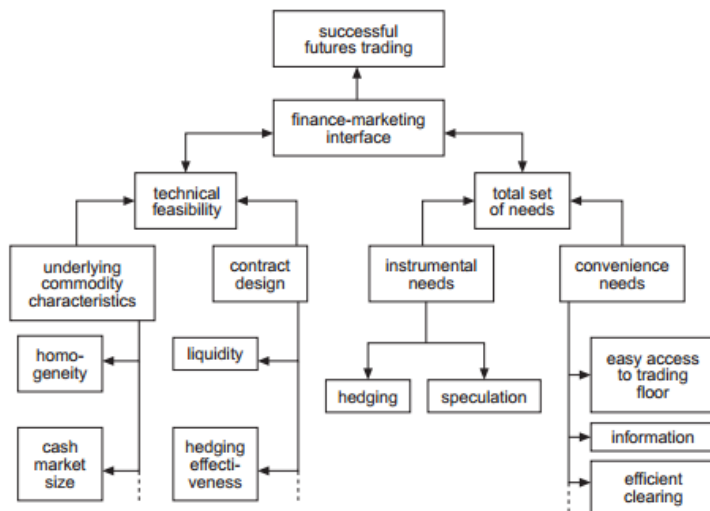 successful
futures trading
finance-marketing
interface
technical
feasibility
total set
of needs
underlying
commodity
characteristics
contract
design
instrumental
needs
convenience
needs
homo-
geneity
liquidity
hedging
speculation
easy access
to trading
floor
information
cash
market
size
hedging
effecti-
veness
efficient
clearing